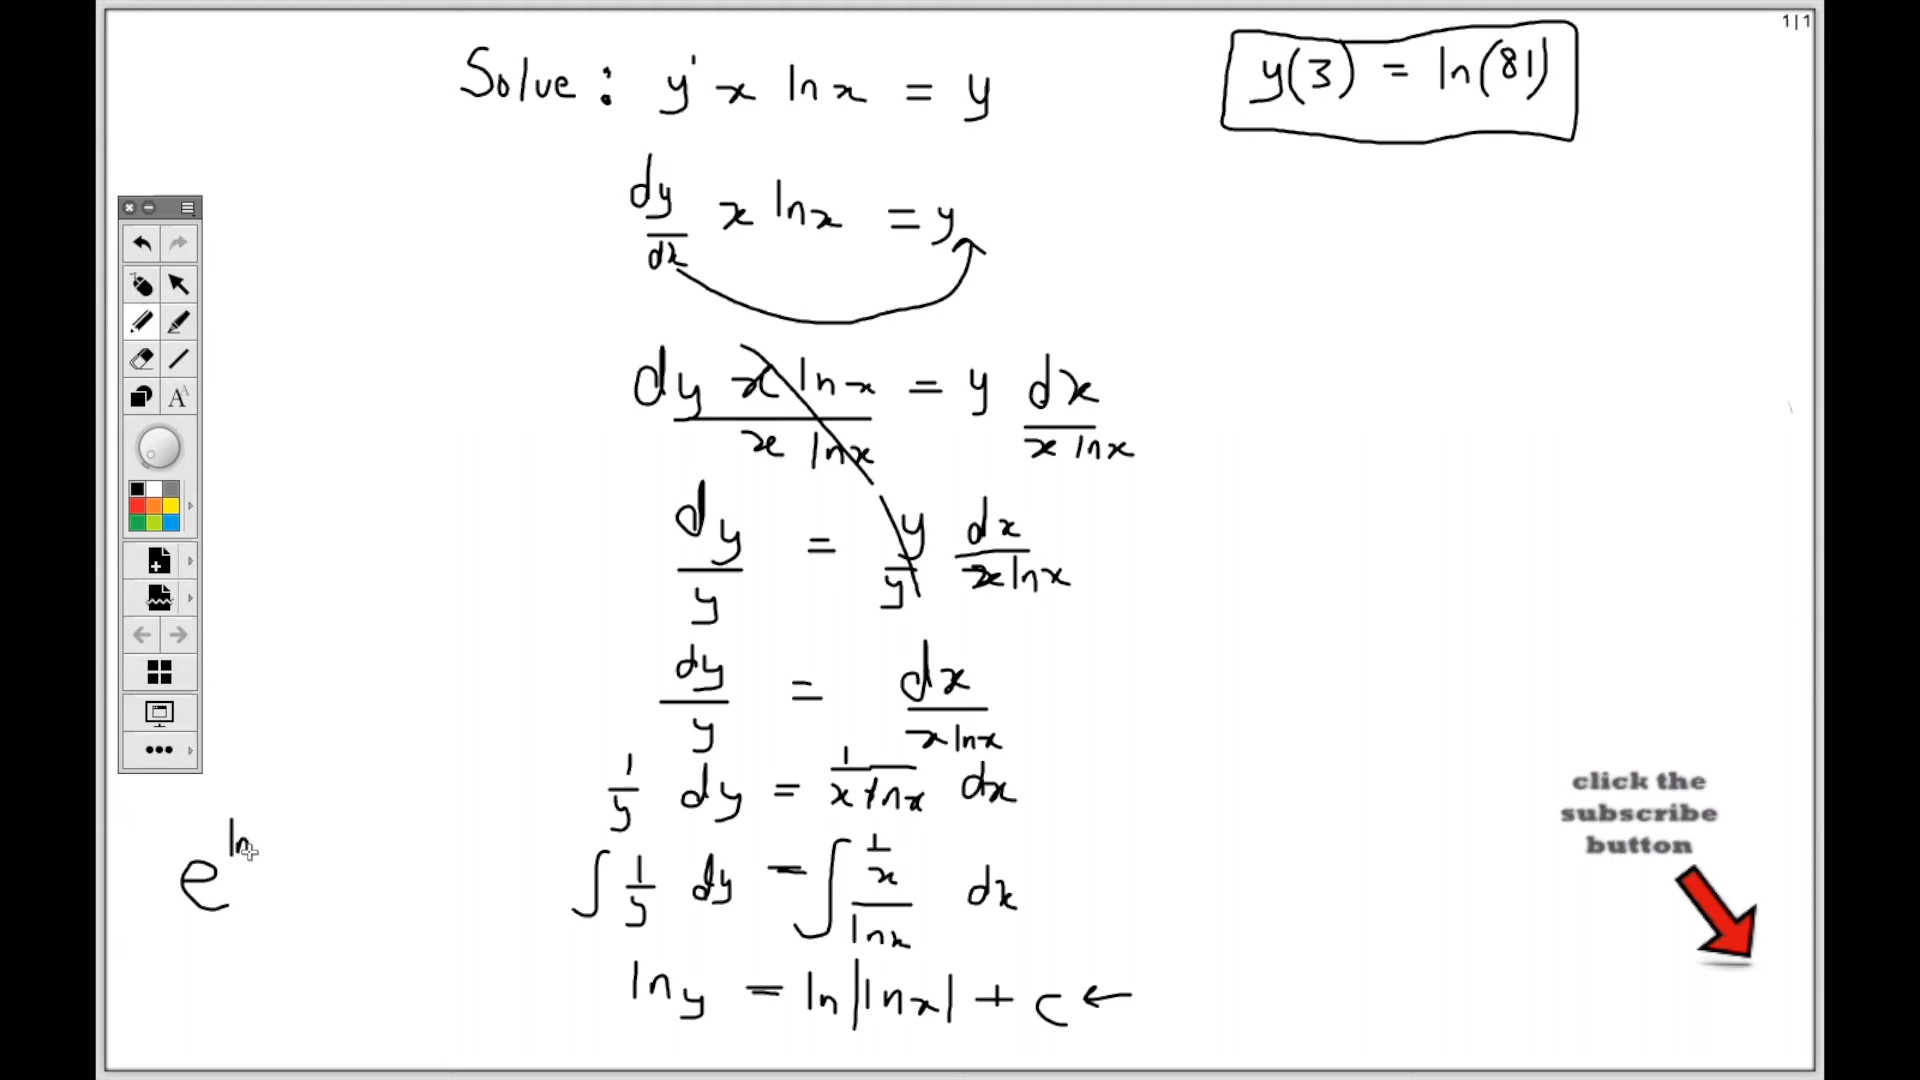 Solve : y' x ln x = y
y(3) = ln(81)
1|1
dy/dx x ln x = y
dy x ln x / x ln x = y dx / x ln x
dy/y = y/y dx / x ln x
dy/y = dx / x ln x
1/y dy = 1 / x ln x dx
∫ 1/y dy = ∫ 1/x / ln x dx
ln y = ln |ln x| + c ←
e^ln
A A
click the
subscribe
button